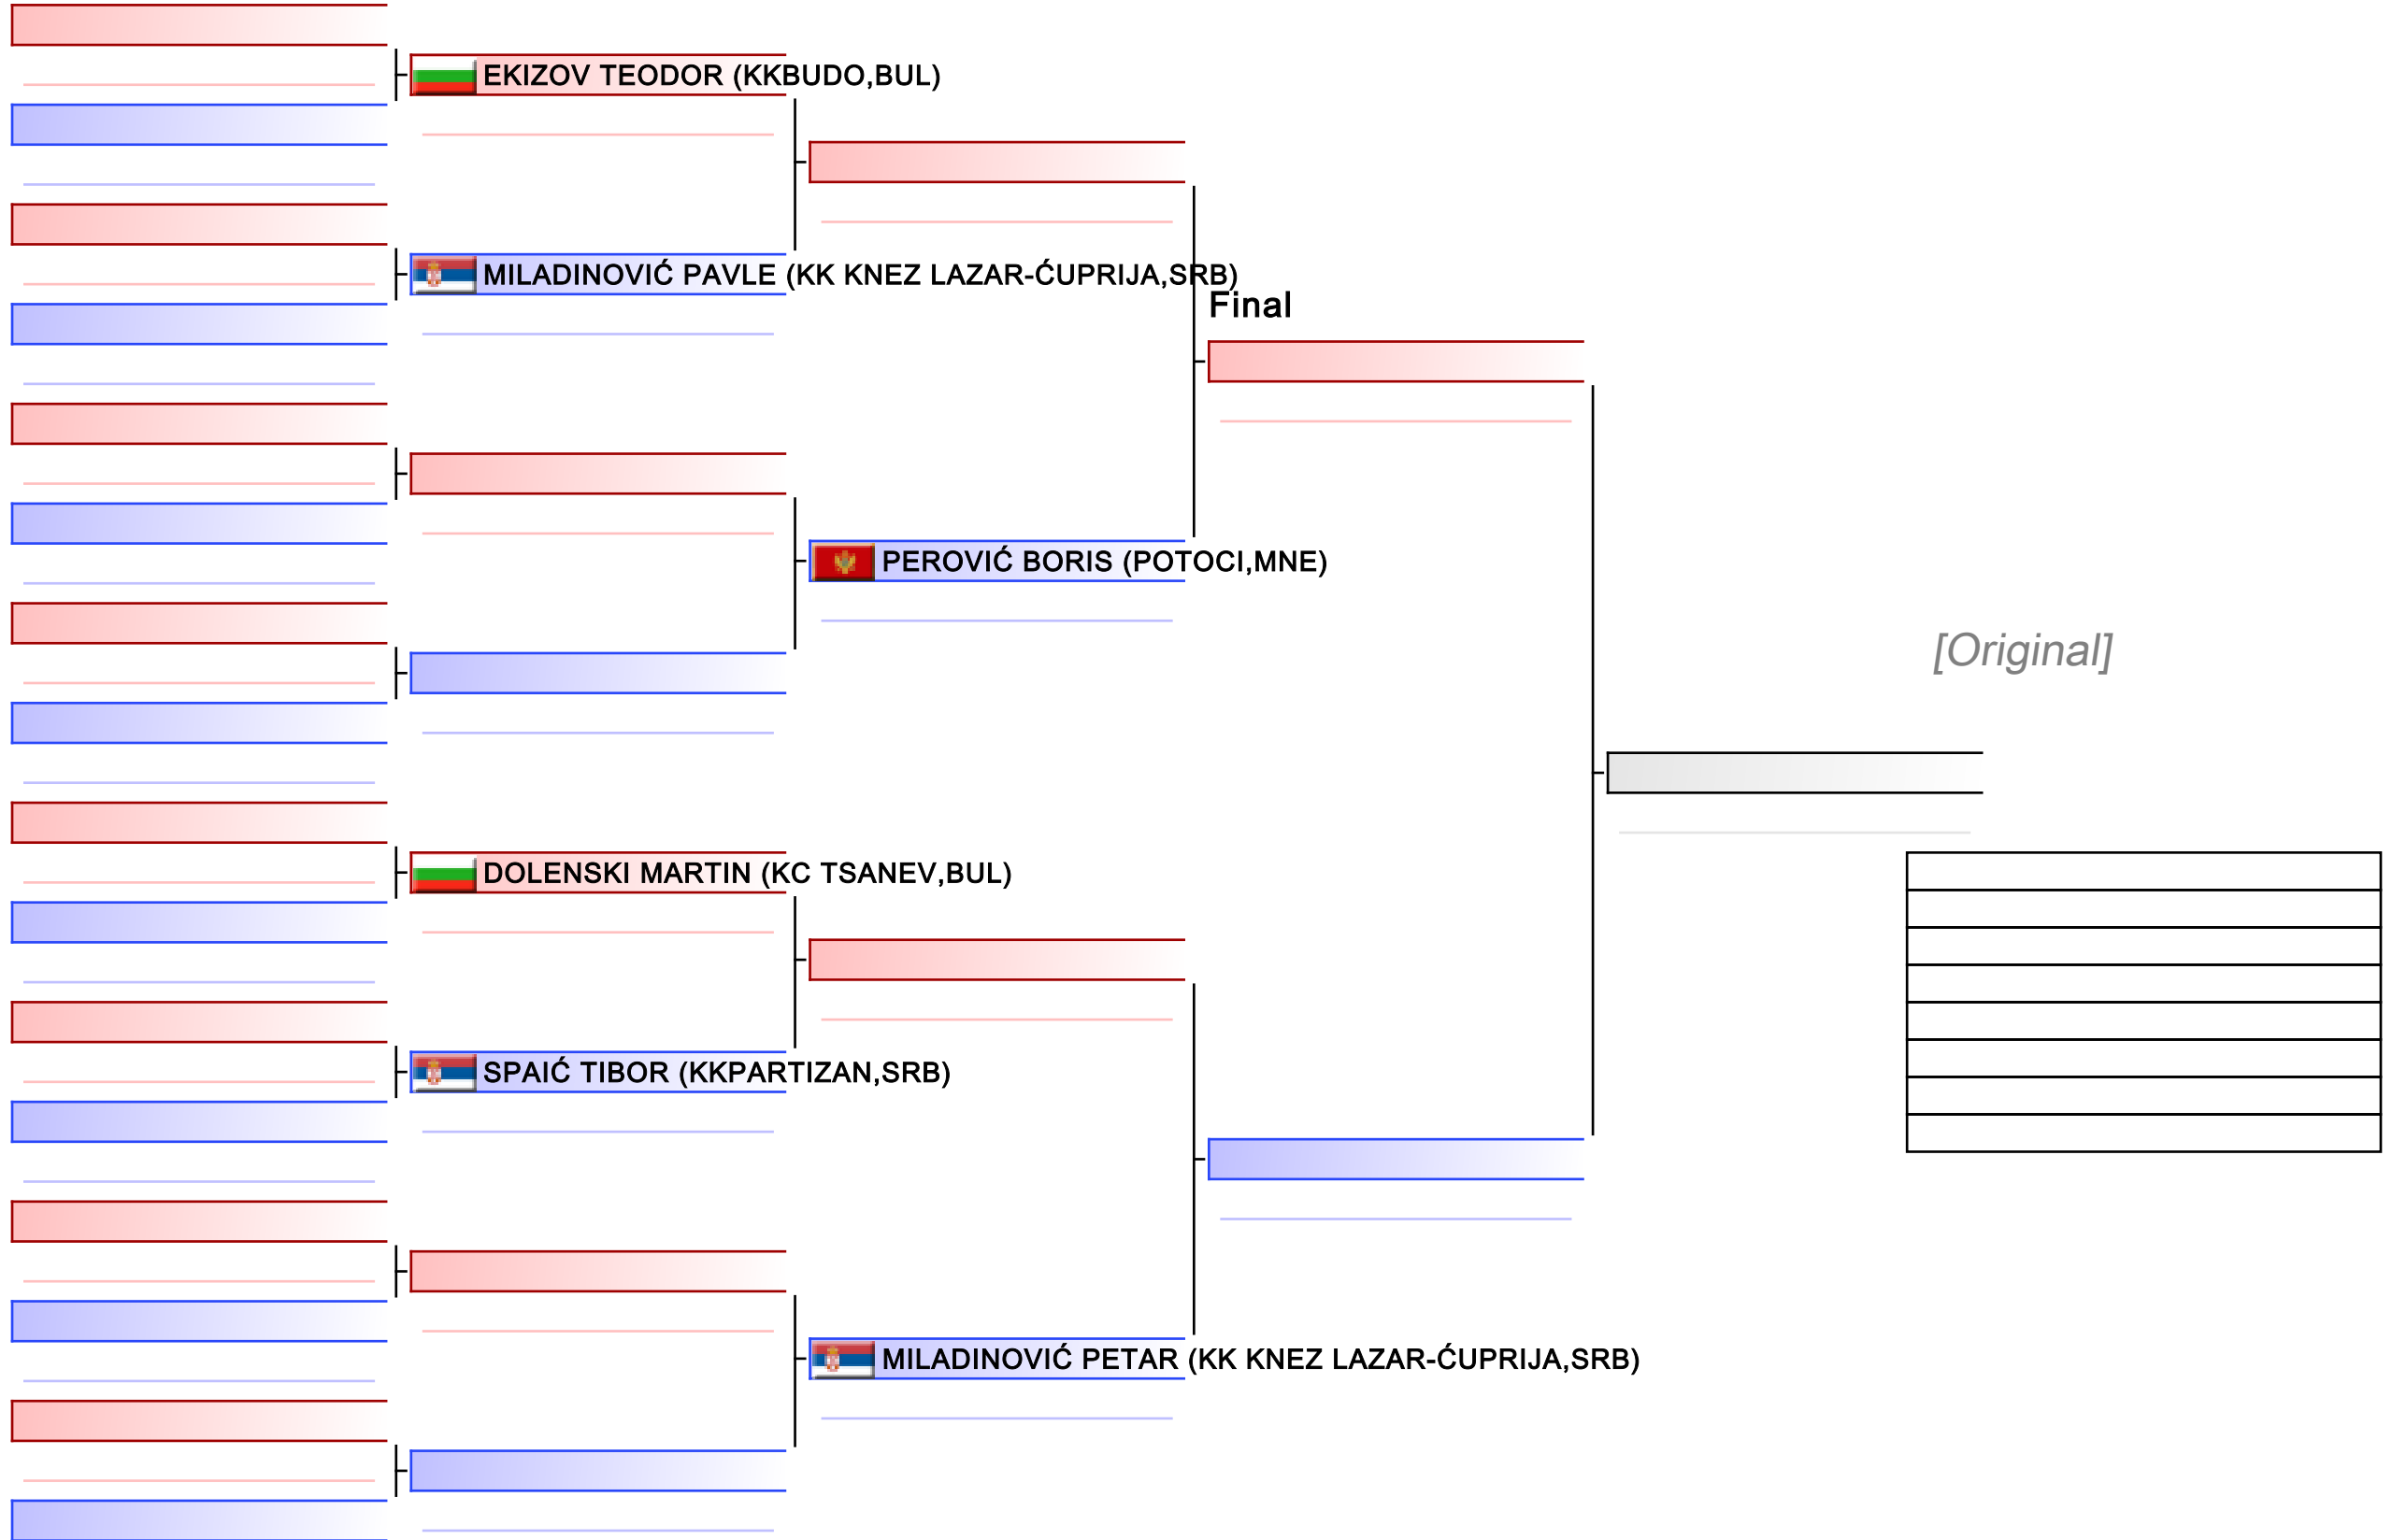 EKIZOV TEODOR (KKBUDO,BUL)
MILADINOVIĆ PAVLE (KK KNEZ LAZAR-ĆUPRIJA,SRB)
Final
PEROVIĆ BORIS (POTOCI,MNE)
[Original]
DOLENSKI MARTIN (KC TSANEV,BUL)
SPAIĆ TIBOR (KKPARTIZAN,SRB)
MILADINOVIĆ PETAR (KK KNEZ LAZAR-ĆUPRIJA,SRB)